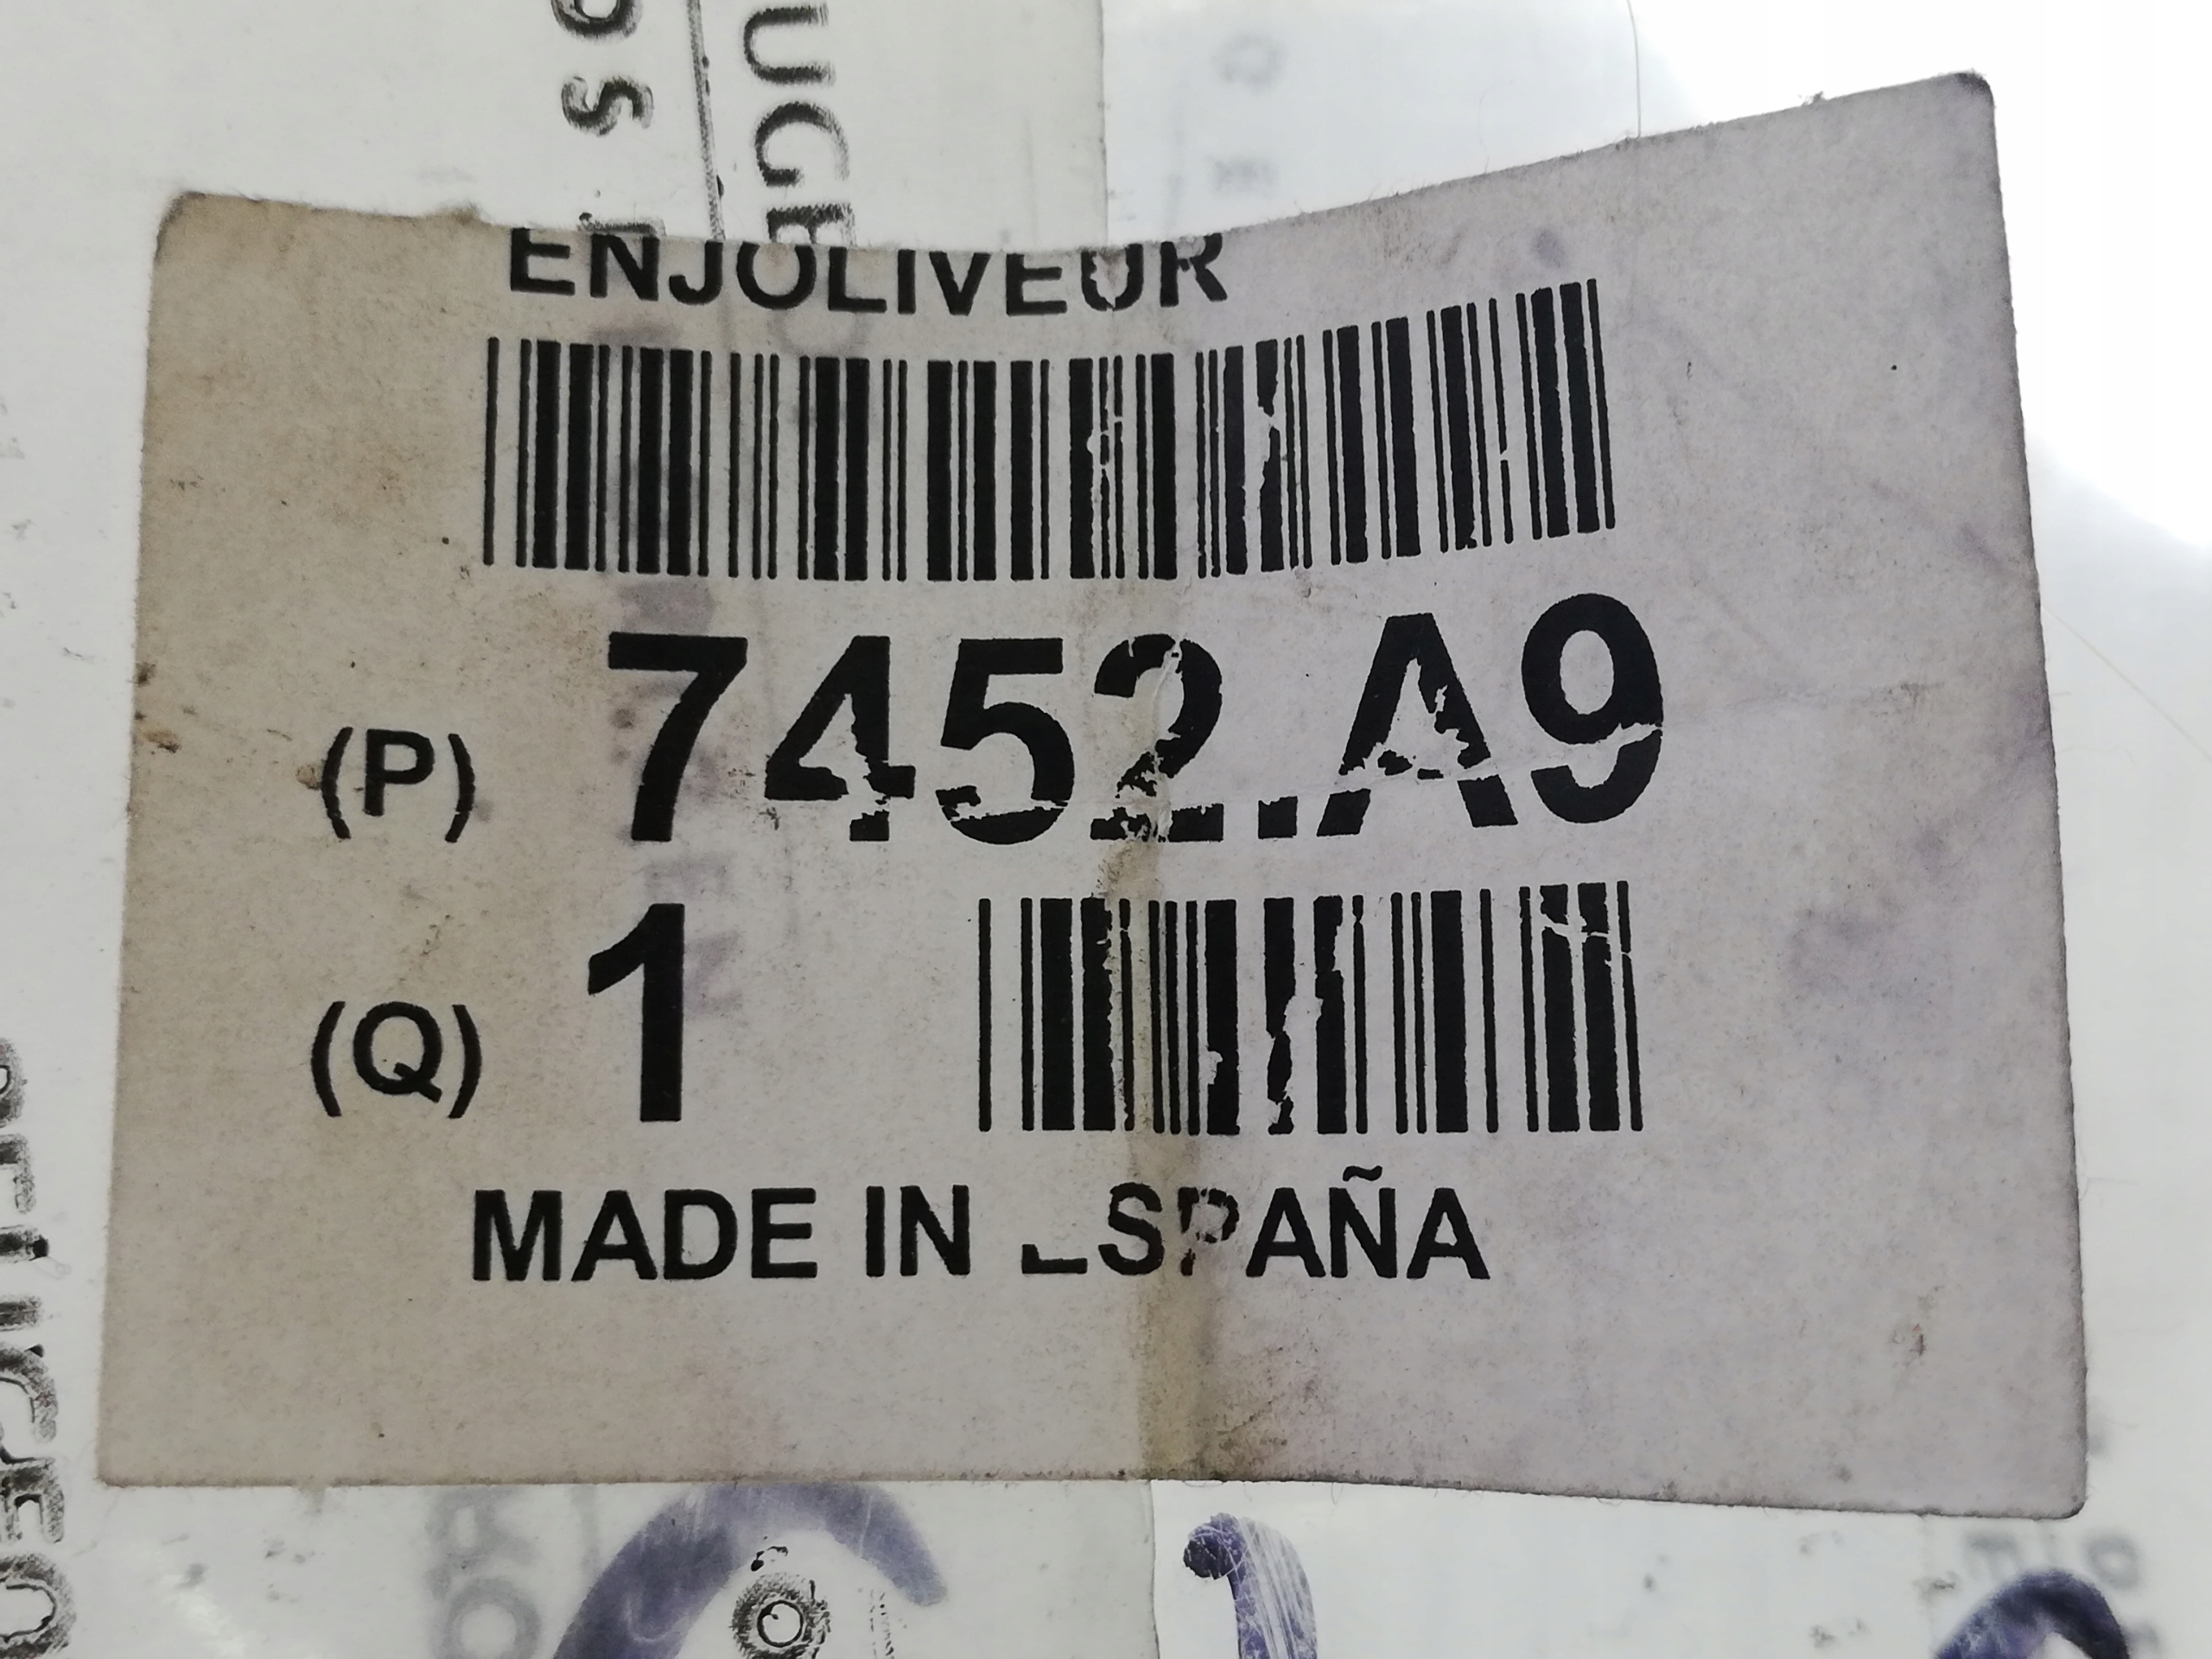 ENJOLIVEUR
(P) 7452.A9
(Q) 1
MADE IN ESPAÑA